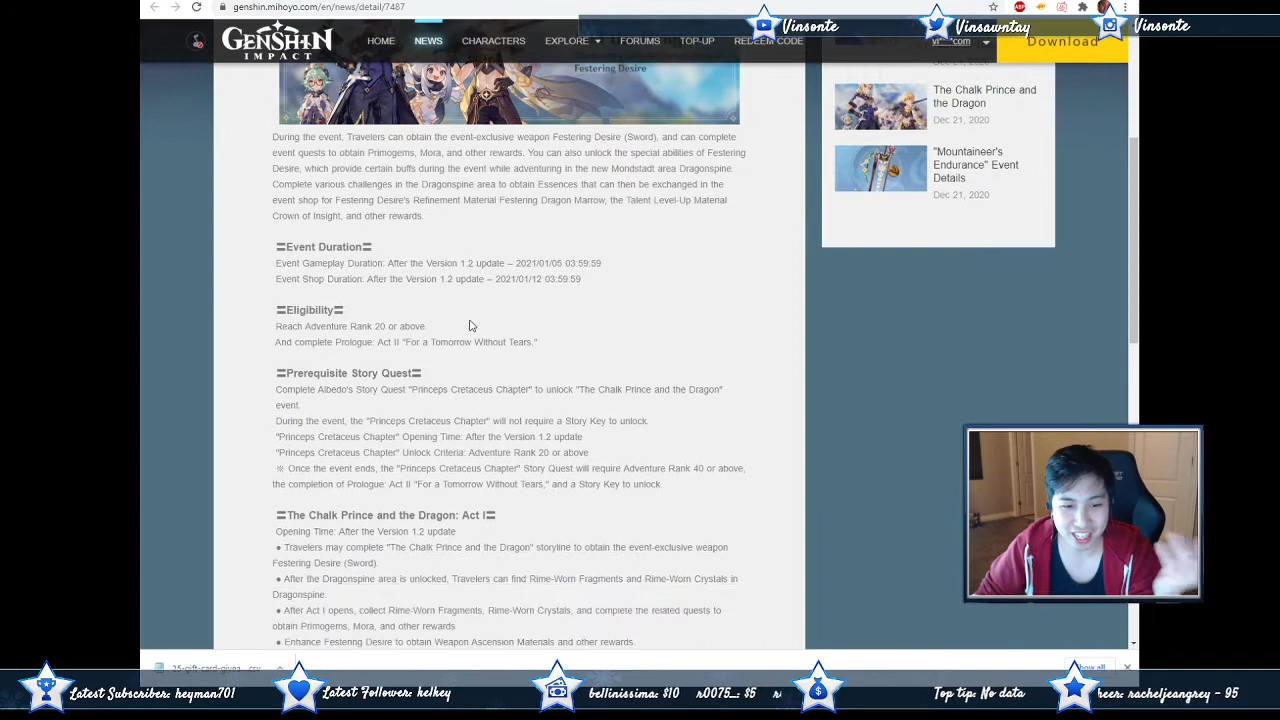 genshin.mihoyo.com/en/news/detail/7487
Vinsonte
Vinsawntay
Vinsonte
GENSHIN
IMPACT
HOME
NEWS
CHARACTERS
EXPLORE
FORUMS
TOP-UP
REDEEM CODE
Download
Festering Desire
The Chalk Prince and
the Dragon
Dec 21, 2020
"Mountaineer's
Endurance" Event
Details
Dec 21, 2020
During the event, Travelers can obtain the event-exclusive weapon Festering Desire (Sword), and can complete
event quests to obtain Primogems, Mora, and other rewards. You can also unlock the special abilities of Festering
Desire, which provide certain buffs during the event while adventuring in the new Mondstadt area Dragonspine.
Complete various challenges in the Dragonspine area to obtain Essences that can then be exchanged in the
event shop for Festering Desire's Refinement Material Festering Dragon Marrow, the Talent Level-Up Material
Crown of Insight, and other rewards.
〓Event Duration〓
Event Gameplay Duration: After the Version 1.2 update – 2021/01/05 03:59:59
Event Shop Duration: After the Version 1.2 update – 2021/01/12 03:59:59
〓Eligibility〓
Reach Adventure Rank 20 or above.
And complete Prologue: Act II "For a Tomorrow Without Tears."
〓Prerequisite Story Quest〓
Complete Albedo's Story Quest "Princeps Cretaceus Chapter" to unlock "The Chalk Prince and the Dragon"
event.
During the event, the "Princeps Cretaceus Chapter" will not require a Story Key to unlock.
"Princeps Cretaceus Chapter" Opening Time: After the Version 1.2 update
"Princeps Cretaceus Chapter" Unlock Criteria: Adventure Rank 20 or above
※ Once the event ends, the "Princeps Cretaceus Chapter" Story Quest will require Adventure Rank 40 or above,
the completion of Prologue: Act II "For a Tomorrow Without Tears," and a Story Key to unlock.
〓The Chalk Prince and the Dragon: Act I〓
Opening Time: After the Version 1.2 update
● Travelers may complete "The Chalk Prince and the Dragon" storyline to obtain the event-exclusive weapon
Festering Desire (Sword).
● After the Dragonspine area is unlocked, Travelers can find Rime-Worn Fragments and Rime-Worn Crystals in
Dragonspine.
● After Act I opens, collect Rime-Worn Fragments, Rime-Worn Crystals, and complete the related quests to
obtain Primogems, Mora, and other rewards
● Enhance Festering Desire to obtain Weapon Ascension Materials and other rewards.
25-gift-card-givea....csv
Show all
Latest Subscriber: heyman701
Latest Follower: kelkey
bellinissima: $10
r0075_: $5
Top tip: No data
heer: racheljeangrey - 95